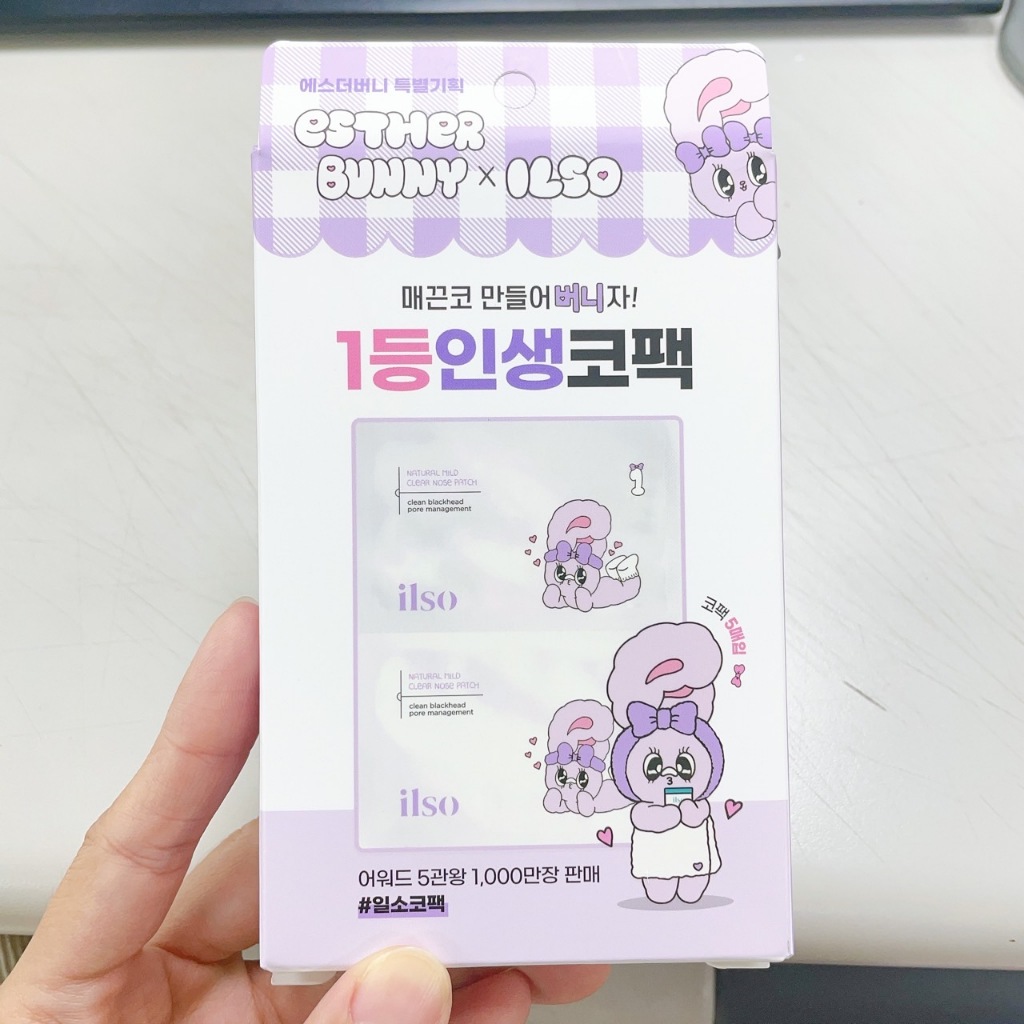 에스더버니 특별기획
ESTHER
BUNNY × ILSO
매끈코 만들어버니자!
1등인생코팩
NATURAL MILD
CLEAR NOSE PATCH
clean blackhead
pore management
1
ilso
코팩 5매입
NATURAL MILD
CLEAR NOSE PATCH
clean blackhead
pore management
ilso
어워드 5관왕 1,000만장 판매
#일소코팩